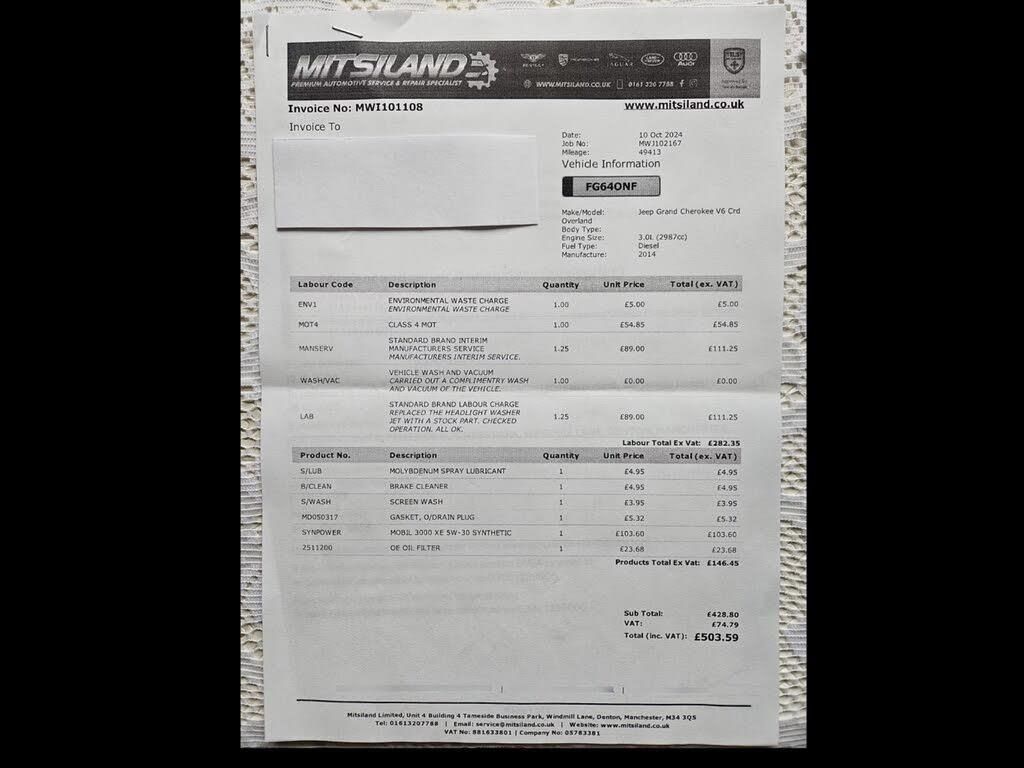 MITSILAND
PREMIUM AUTOMOTIVE SERVICE & REPAIR SPECIALIST
BENTLEY PORSCHE JAGUAR LAND ROVER Audi
WWW.MITSILAND.CO.UK 0161 320 7788
Invoice No: MWI101108
www.mitsiland.co.uk
Invoice To
Date: 10 Oct 2024
Job No: MWJ102167
Mileage: 49413
Vehicle Information
FG64ONF
Make/Model: Jeep Grand Cherokee V6 Crd
Overland
Body Type:
Engine Size: 3.0L (2987cc)
Fuel Type: Diesel
Manufacture: 2014
Labour Code Description Quantity Unit Price Total (ex. VAT)
ENV1 ENVIRONMENTAL WASTE CHARGE 1.00 £5.00 £5.00
ENVIRONMENTAL WASTE CHARGE
MOT4 CLASS 4 MOT 1.00 £54.85 £54.85
STANDARD BRAND INTERIM
MANSERV MANUFACTURERS SERVICE 1.25 £89.00 £111.25
MANUFACTURERS INTERIM SERVICE.
VEHICLE WASH AND VACUUM
WASH/VAC CARRIED OUT A COMPLIMENTRY WASH 1.00 £0.00 £0.00
AND VACUUM OF THE VEHICLE.
STANDARD BRAND LABOUR CHARGE
REPLACED THE HEADLIGHT WASHER
LAB JET WITH A STOCK PART. CHECKED 1.25 £89.00 £111.25
OPERATION. ALL OK.
Labour Total Ex Vat: £282.35
Product No. Description Quantity Unit Price Total (ex. VAT)
S/LUB MOLYBDENUM SPRAY LUBRICANT 1 £4.95 £4.95
B/CLEAN BRAKE CLEANER 1 £4.95 £4.95
S/WASH SCREEN WASH 1 £3.95 £3.95
MD050317 GASKET, O/DRAIN PLUG 1 £5.32 £5.32
SYNPOWER MOBIL 3000 XE 5W-30 SYNTHETIC 1 £103.60 £103.60
2511200 OE OIL FILTER 1 £23.68 £23.68
Products Total Ex Vat: £146.45
Sub Total: £428.80
VAT: £74.79
Total (inc. VAT): £503.59
Mitsiland Limited, Unit 4 Building 4 Tameside Business Park, Windmill Lane, Denton, Manchester, M34 3QS
Tel: 01613207788 | Email: service@mitsiland.co.uk | Website: www.mitsiland.co.uk
VAT No: 881633801 | Company No: 05783381